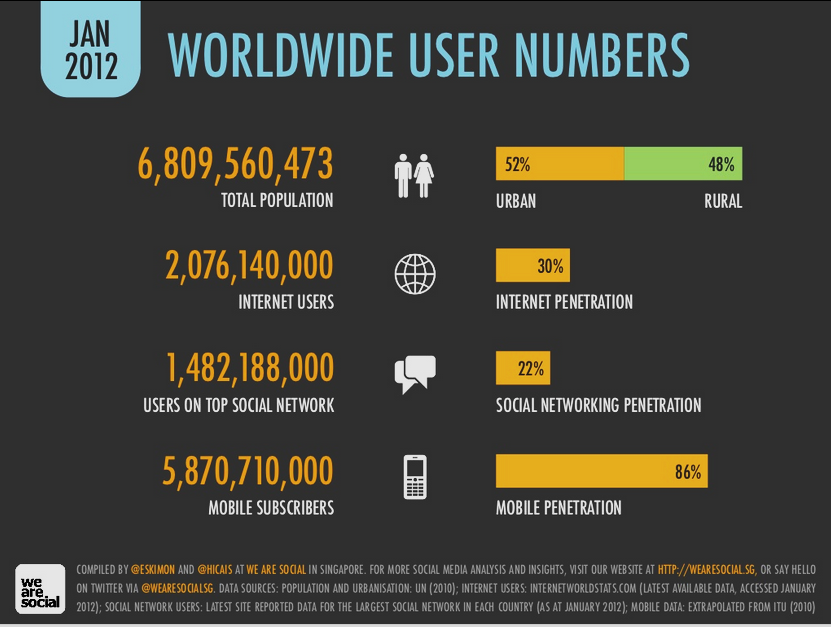 JAN
2012
WORLDWIDE USER NUMBERS
6,809,560,473
TOTAL POPULATION
52%
48%
URBAN
RURAL
2,076,140,000
INTERNET USERS
30%
INTERNET PENETRATION
1,482,188,000
USERS ON TOP SOCIAL NETWORK
22%
SOCIAL NETWORKING PENETRATION
5,870,710,000
MOBILE SUBSCRIBERS
86%
MOBILE PENETRATION
we
are
social
COMPILED BY @ESKIMON AND @HICAIS AT WE ARE SOCIAL IN SINGAPORE. FOR MORE SOCIAL MEDIA ANALYSIS AND INSIGHTS, VISIT OUR WEBSITE AT HTTP://WEARESOCIAL.SG, OR SAY HELLO
ON TWITTER VIA @WEARESOCIALSG. DATA SOURCES: POPULATION AND URBANISATION: UN (2010); INTERNET USERS: INTERNETWORLDSTATS.COM (LATEST AVAILABLE DATA, ACCESSED JANUARY
2012); SOCIAL NETWORK USERS: LATEST SITE REPORTED DATA FOR THE LARGEST SOCIAL NETWORK IN EACH COUNTRY (AS AT JANUARY 2012); MOBILE DATA: EXTRAPOLATED FROM ITU (2010)